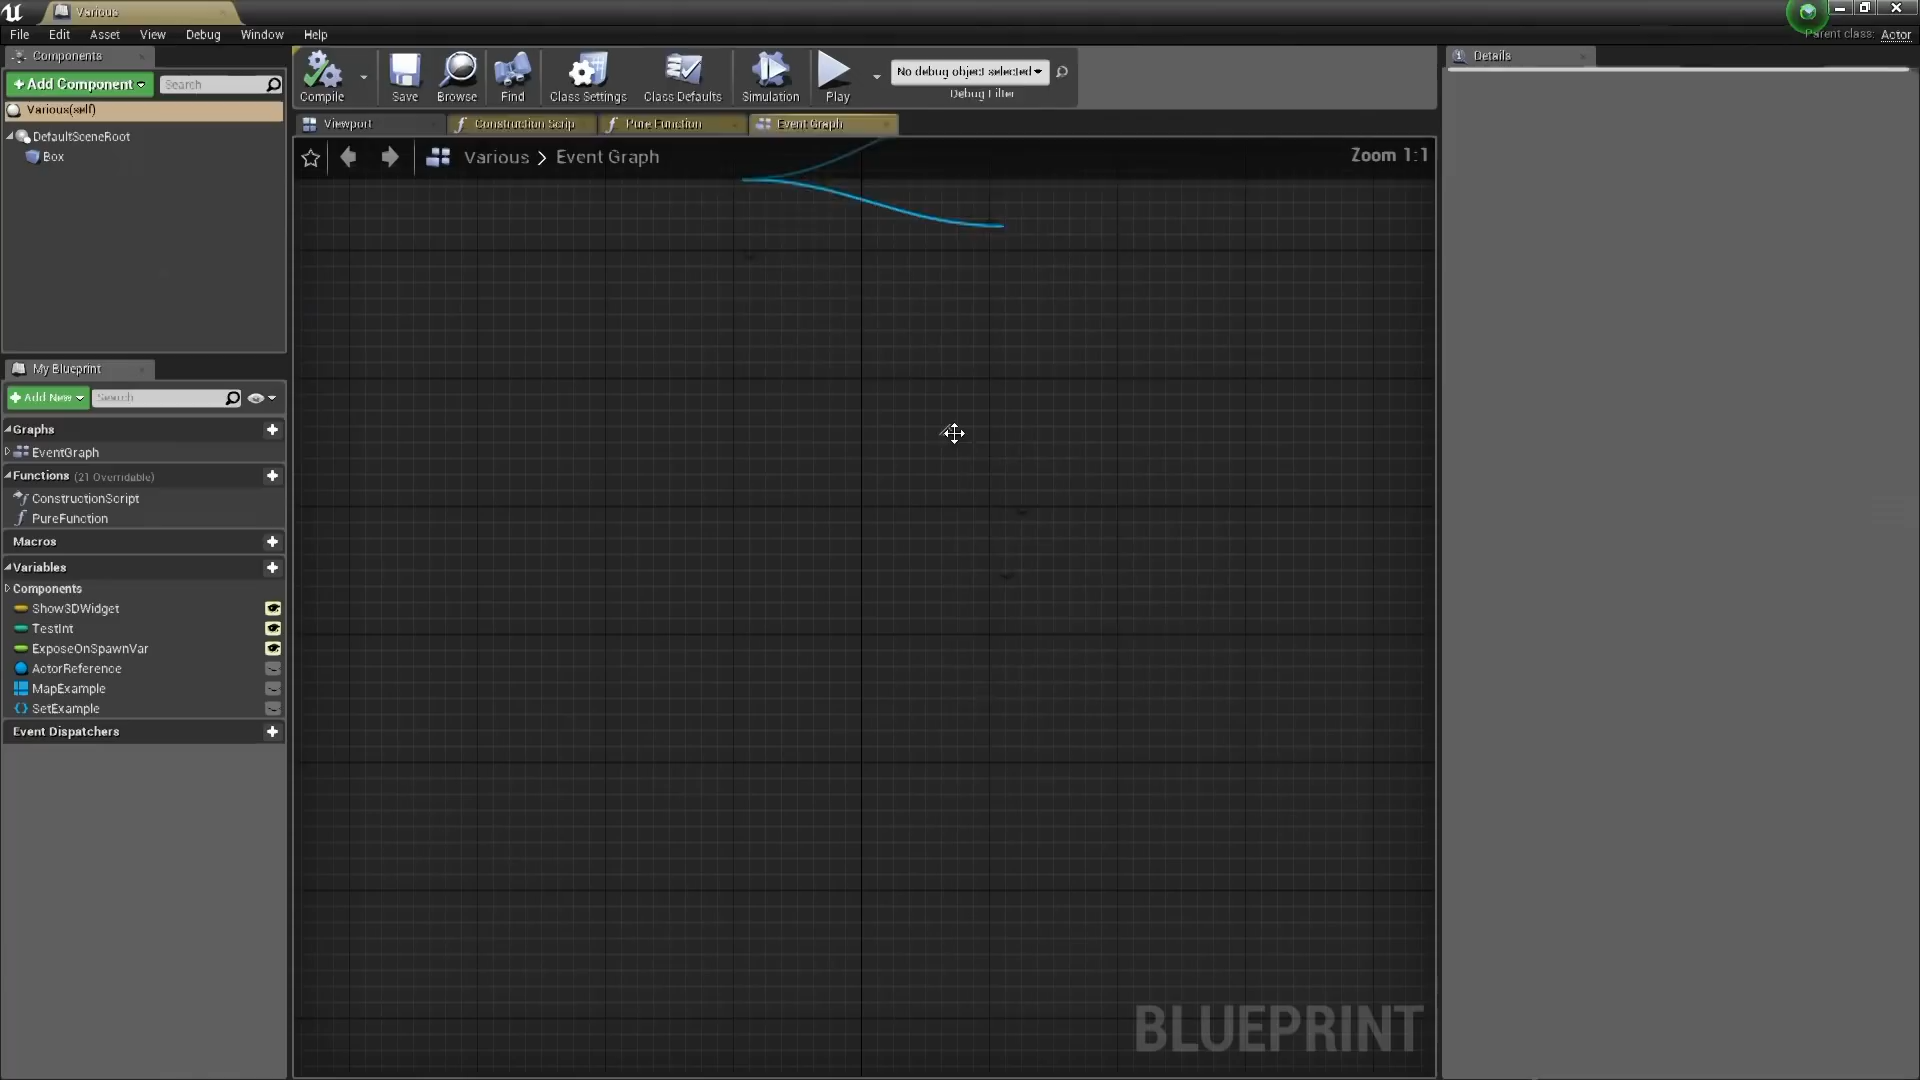 Various
File Edit Asset View Debug Window Help
Parent class: Actor
Components
+ Add Component
Search
Various(self)
DefaultSceneRoot
Box
Compile
Save
Browse
Find
Class Settings
Class Defaults
Simulation
Play
No debug object selected
Debug Filter
Details
Viewport
Construction Scrip
Pure Function
Event Graph
Various > Event Graph
Zoom 1:1
My Blueprint
+ Add New
Search
Graphs
EventGraph
Functions (21 Overridable)
ConstructionScript
PureFunction
Macros
Variables
Components
Show3DWidget
TestInt
ExposeOnSpawnVar
ActorReference
MapExample
SetExample
Event Dispatchers
BLUEPRINT